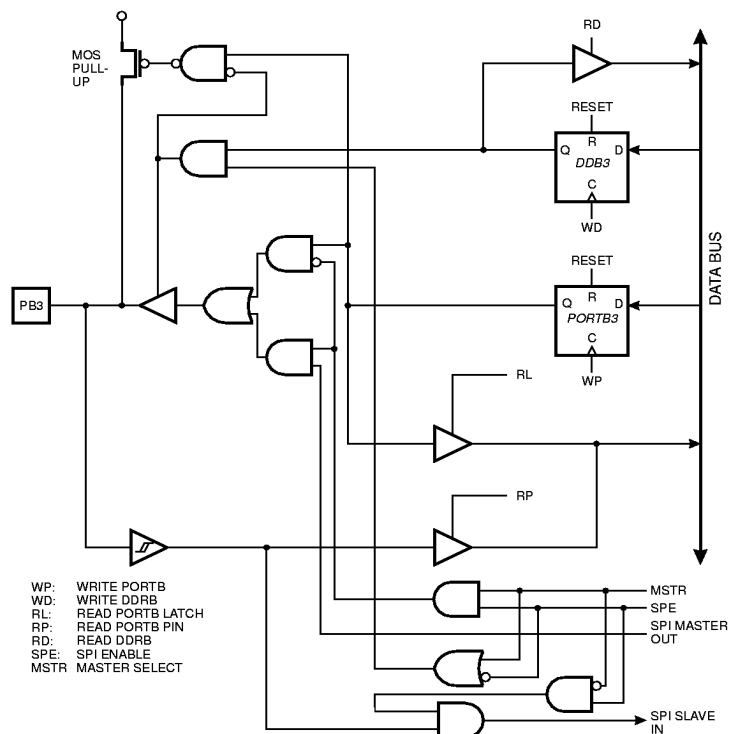 RD
MOS
PULL-
UP
RESET
R
Q
D
DDB3
C
WD
DATA BUS
RESET
R
Q
D
PORTB3
C
WP
PB3
RL
RP
WP: WRITE PORTB
WD: WRITE DDRB
RL: READ PORTB LATCH
RP: READ PORTB PIN
RD: READ DDRB
SPE: SPI ENABLE
MSTR MASTER SELECT
MSTR
SPE
SPI MASTER
OUT
SPI SLAVE
IN